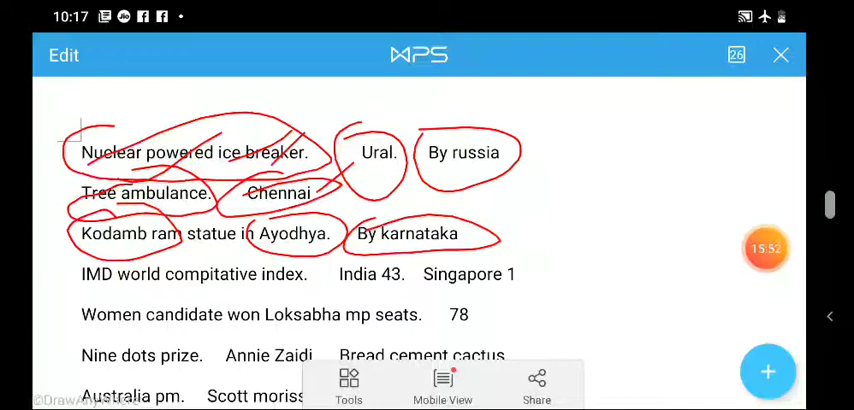 10:17
Edit WPS 26
Nuclear powered ice breaker. Ural. By russia
Tree ambulance. Chennai
Kodamb ram statue in Ayodhya. By karnataka
15:52
IMD world compitative index. India 43. Singapore 1
Women candidate won Loksabha mp seats. 78
Nine dots prize. Annie Zaidi Bread cement cactus
Australia pm. Scott moriss
Tools Mobile View Share
@DrawAnywhere